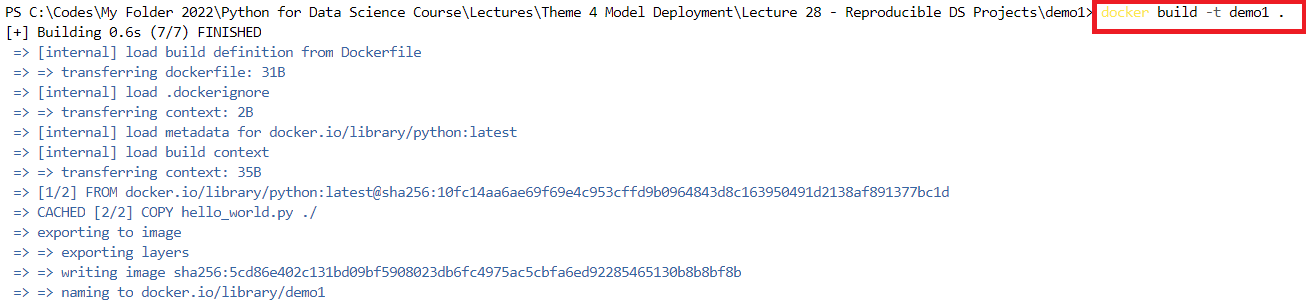 PS C:\Codes\My Folder 2022\Python for Data Science Course\Lectures\Theme 4 Model Deployment\Lecture 28 - Reproducible DS Projects\demo1> docker build -t demo1 .
[+] Building 0.6s (7/7) FINISHED
=> [internal] load build definition from Dockerfile
=> => transferring dockerfile: 31B
=> [internal] load .dockerignore
=> => transferring context: 2B
=> [internal] load metadata for docker.io/library/python:latest
=> [internal] load build context
=> => transferring context: 35B
=> [1/2] FROM docker.io/library/python:latest@sha256:10fc14aa6ae69f69e4c953cffd9b0964843d8c163950491d2138af891377bc1d
=> CACHED [2/2] COPY hello_world.py ./
=> exporting to image
=> => exporting layers
=> => writing image sha256:5cd86e402c131bd09bf5908023db6fc4975ac5cbfa6ed92285465130b8b8bf8b
=> => naming to docker.io/library/demo1